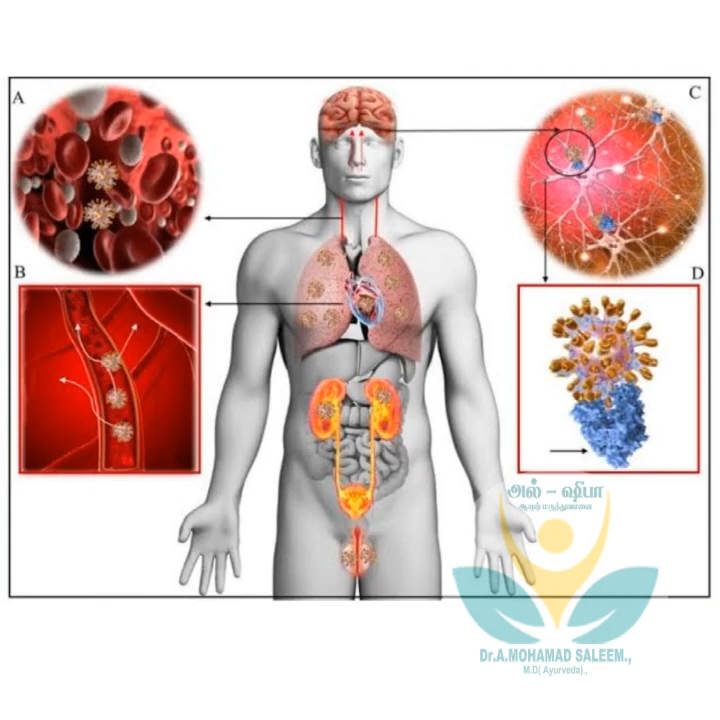 A
C
B
D
அல் – ஷிபா
ஆயுஷ் மருத்துவமனை
Dr.A.MOHAMAD SALEEM.,
M.D( Ayurveda).,